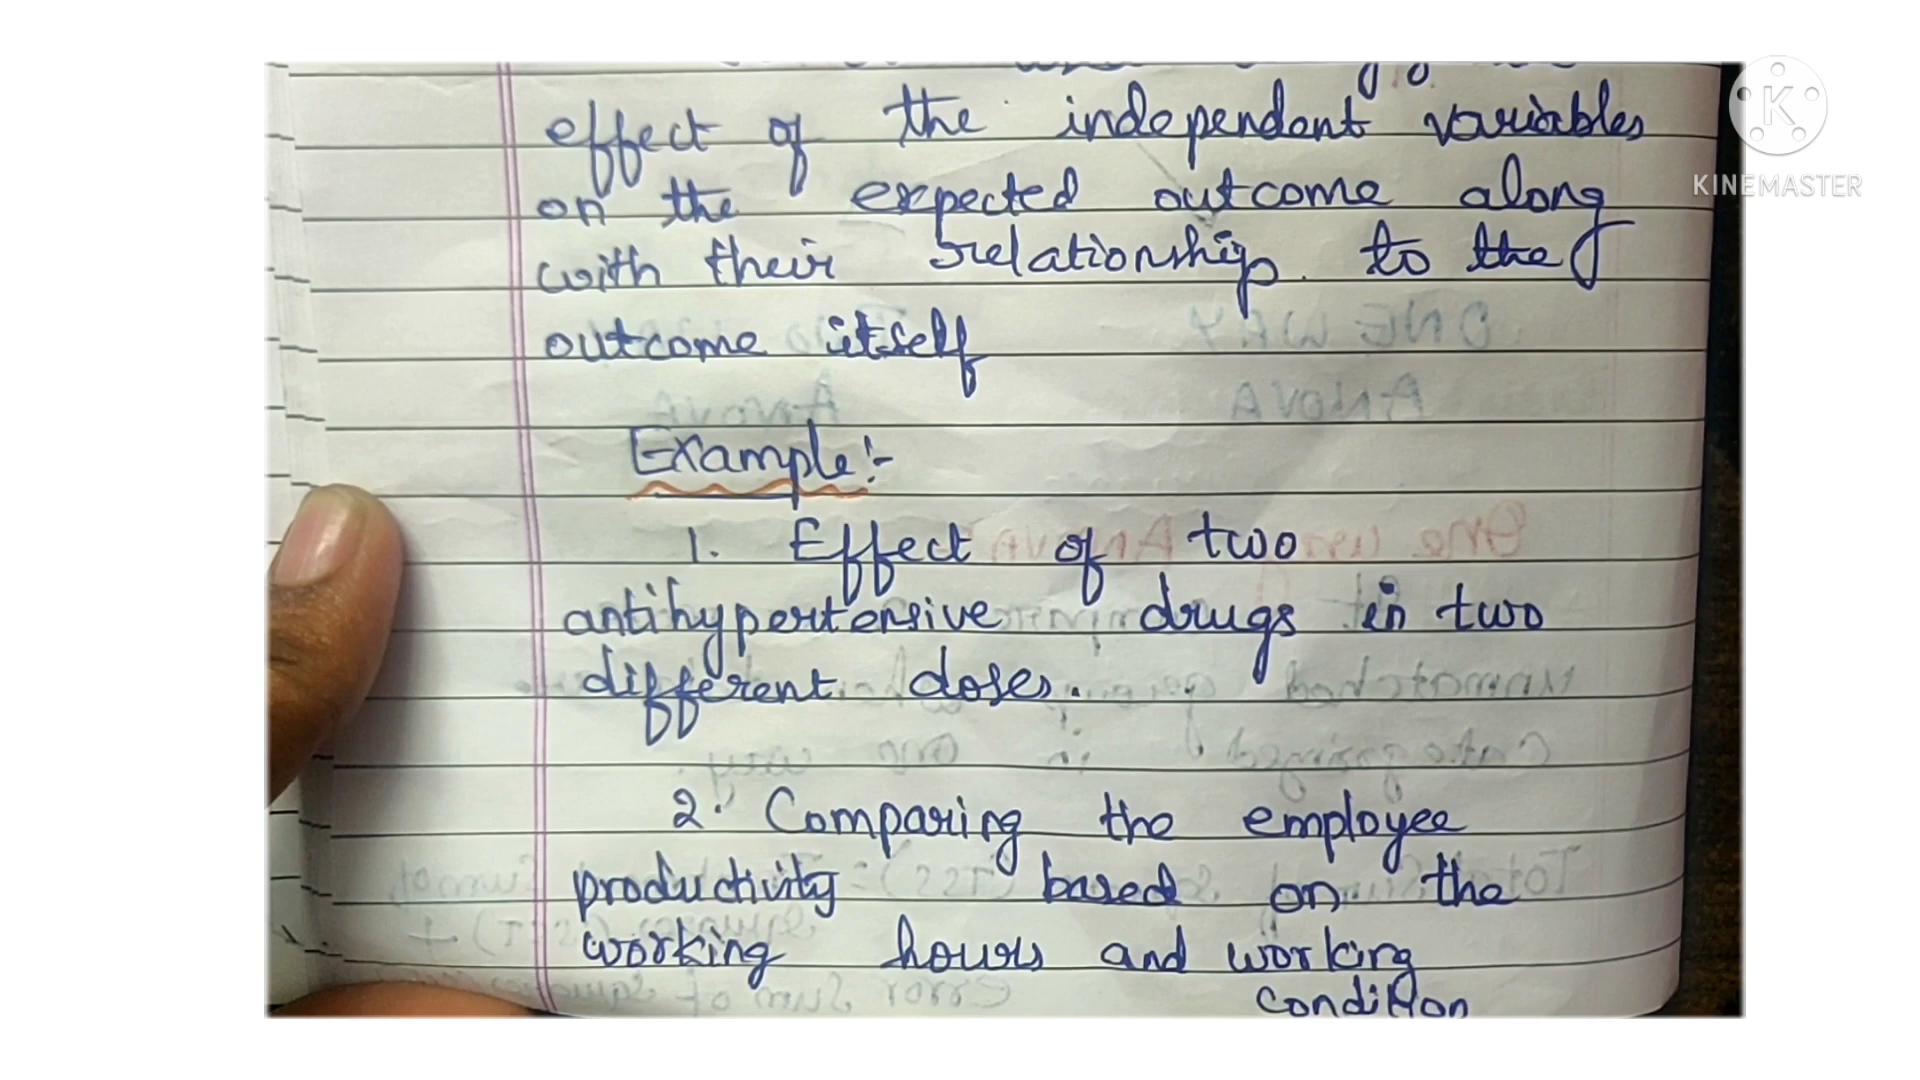 effect of the independent variables
on the expected outcome along
with their relationship to the
outcome itself
Example:-
1. Effect of two
antihypertensive drugs in two
different doses.
2. Comparing the employee
productivity based on the
working hours and working
condition
KINEMASTER